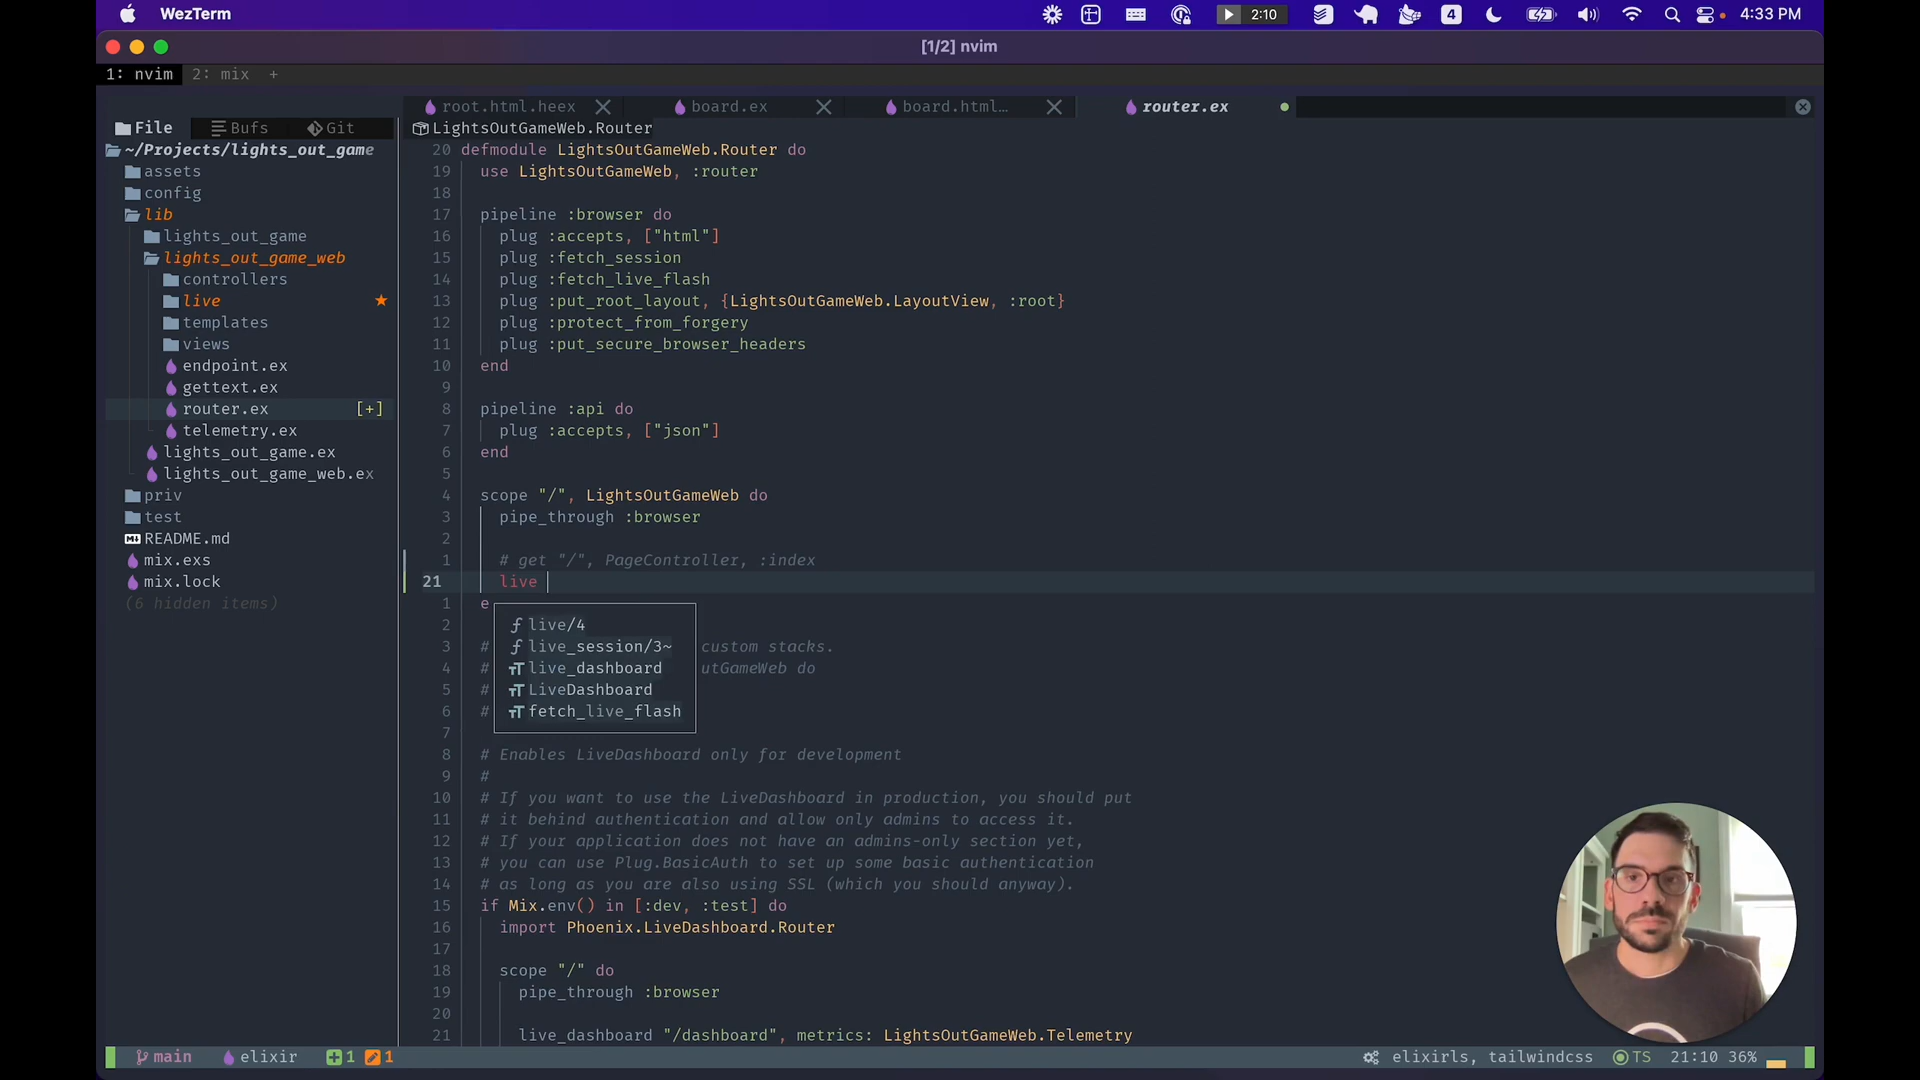 WezTerm
2:10
4
4:33 PM
[1/2] nvim
1: nvim 2: mix +
root.html.heex board.ex board.html… router.ex
File Bufs Git
LightsOutGameWeb.Router
~/Projects/lights_out_game
assets
config
lib
lights_out_game
lights_out_game_web
controllers
live ★
templates
views
endpoint.ex
gettext.ex
router.ex [+]
telemetry.ex
lights_out_game.ex
lights_out_game_web.ex
priv
test
README.md
mix.exs
mix.lock
(6 hidden items)
20 defmodule LightsOutGameWeb.Router do
19 use LightsOutGameWeb, :router
18
17 pipeline :browser do
16 plug :accepts, ["html"]
15 plug :fetch_session
14 plug :fetch_live_flash
13 plug :put_root_layout, {LightsOutGameWeb.LayoutView, :root}
12 plug :protect_from_forgery
11 plug :put_secure_browser_headers
10 end
9
8 pipeline :api do
7 plug :accepts, ["json"]
6 end
5
4 scope "/", LightsOutGameWeb do
3 pipe_through :browser
2
1 # get "/", PageController, :index
21 live
1 e
2
3 # custom stacks.
4 # utGameWeb do
5 #
6 #
7
live/4
live_session/3~
live_dashboard
LiveDashboard
fetch_live_flash
8 # Enables LiveDashboard only for development
9 #
10 # If you want to use the LiveDashboard in production, you should put
11 # it behind authentication and allow only admins to access it.
12 # If your application does not have an admins-only section yet,
13 # you can use Plug.BasicAuth to set up some basic authentication
14 # as long as you are also using SSL (which you should anyway).
15 if Mix.env() in [:dev, :test] do
16 import Phoenix.LiveDashboard.Router
17
18 scope "/" do
19 pipe_through :browser
20
21 live_dashboard "/dashboard", metrics: LightsOutGameWeb.Telemetry
main elixir 1 1 elixirls, tailwindcss TS 21:10 36%